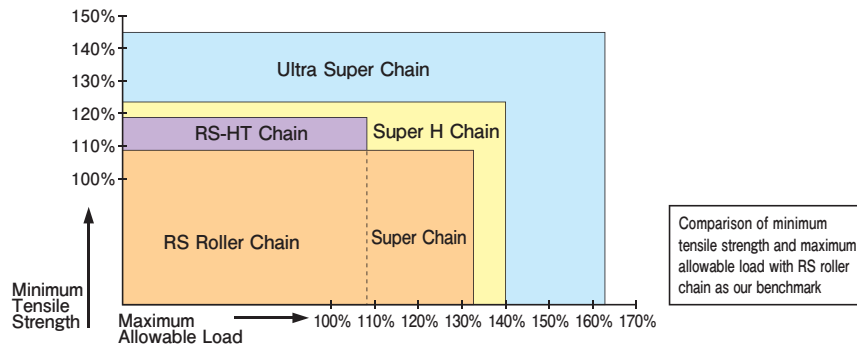 150%
140%
130%
120%
110%
100%
Ultra Super Chain
RS-HT Chain
Super H Chain
RS Roller Chain
Super Chain
Minimum
Tensile
Strength
Maximum
Allowable Load
100% 110% 120% 130% 140% 150% 160% 170%
Comparison of minimum
tensile strength and maximum
allowable load with RS roller
chain as our benchmark